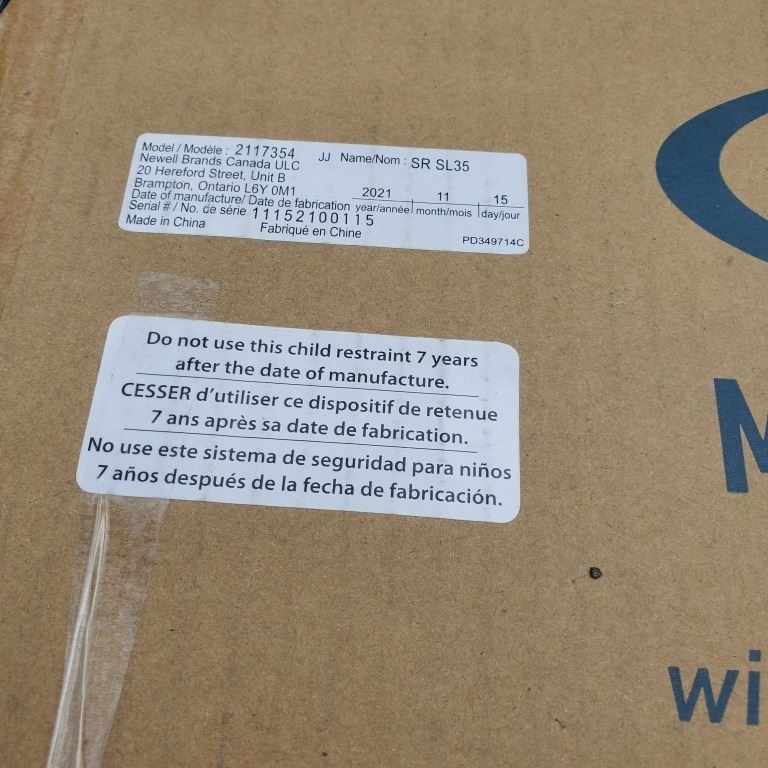 Model / Modèle : 2117354 JJ Name/Nom : SR SL35
Newell Brands Canada ULC
20 Hereford Street, Unit B
Brampton, Ontario L6Y 0M1
Date of manufacture/ Date de fabrication 2021 year/année 11 month/mois 15 day/jour
Serial # / No. de série 11152100115
Made in China Fabriqué en Chine PD349714C
Do not use this child restraint 7 years
after the date of manufacture.
CESSER d'utiliser ce dispositif de retenue
7 ans après sa date de fabrication.
No use este sistema de seguridad para niños
7 años después de la fecha de fabricación.
M
wi